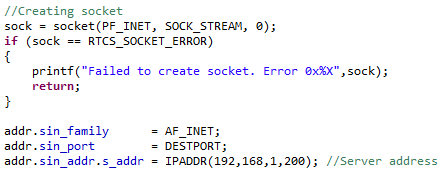 //Creating socket
sock = socket(PF_INET, SOCK_STREAM, 0);
if (sock == RTCS_SOCKET_ERROR)
{
    printf("Failed to create socket. Error 0x%X",sock);
    return;
}

addr.sin_family      = AF_INET;
addr.sin_port        = DESTPORT;
addr.sin_addr.s_addr = IPADDR(192,168,1,200); //Server address